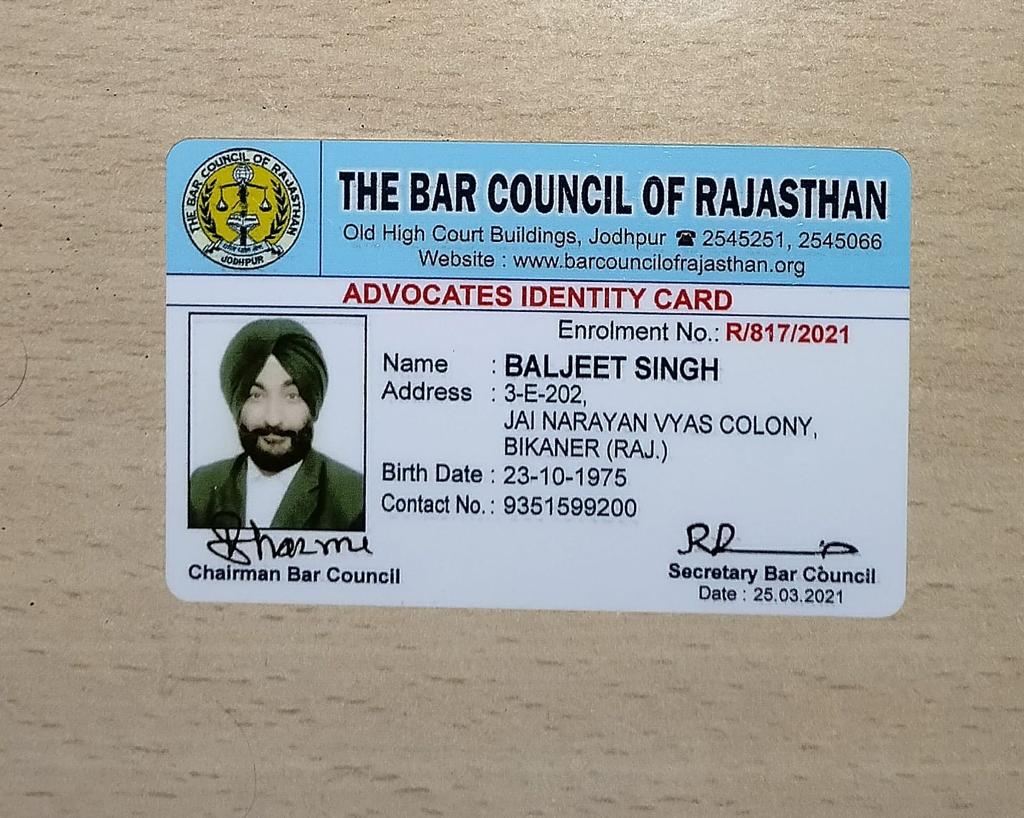 THE BAR COUNCIL OF RAJASTHAN
JODHPUR
THE BAR COUNCIL OF RAJASTHAN
Old High Court Buildings, Jodhpur ☎ 2545251, 2545066
Website : www.barcouncilofrajasthan.org
ADVOCATES IDENTITY CARD
Enrolment No.: R/817/2021
Name : BALJEET SINGH
Address : 3-E-202,
JAI NARAYAN VYAS COLONY,
BIKANER (RAJ.)
Birth Date : 23-10-1975
Contact No. : 9351599200
Chairman Bar Council
Secretary Bar Council
Date : 25.03.2021